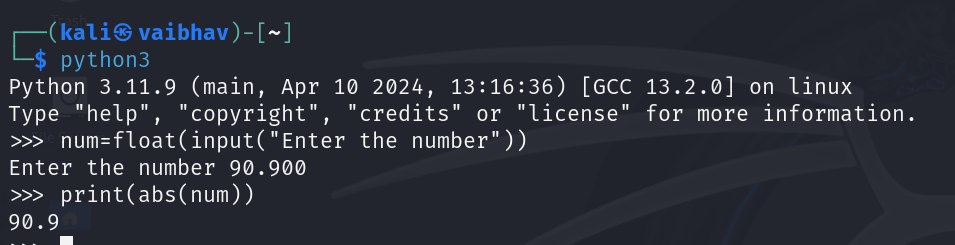 ┌──(kali㉿vaibhav)-[~]
└─$ python3
Python 3.11.9 (main, Apr 10 2024, 13:16:36) [GCC 13.2.0] on linux
Type "help", "copyright", "credits" or "license" for more information.
>>> num=float(input("Enter the number"))
Enter the number 90.900
>>> print(abs(num))
90.9
>>>